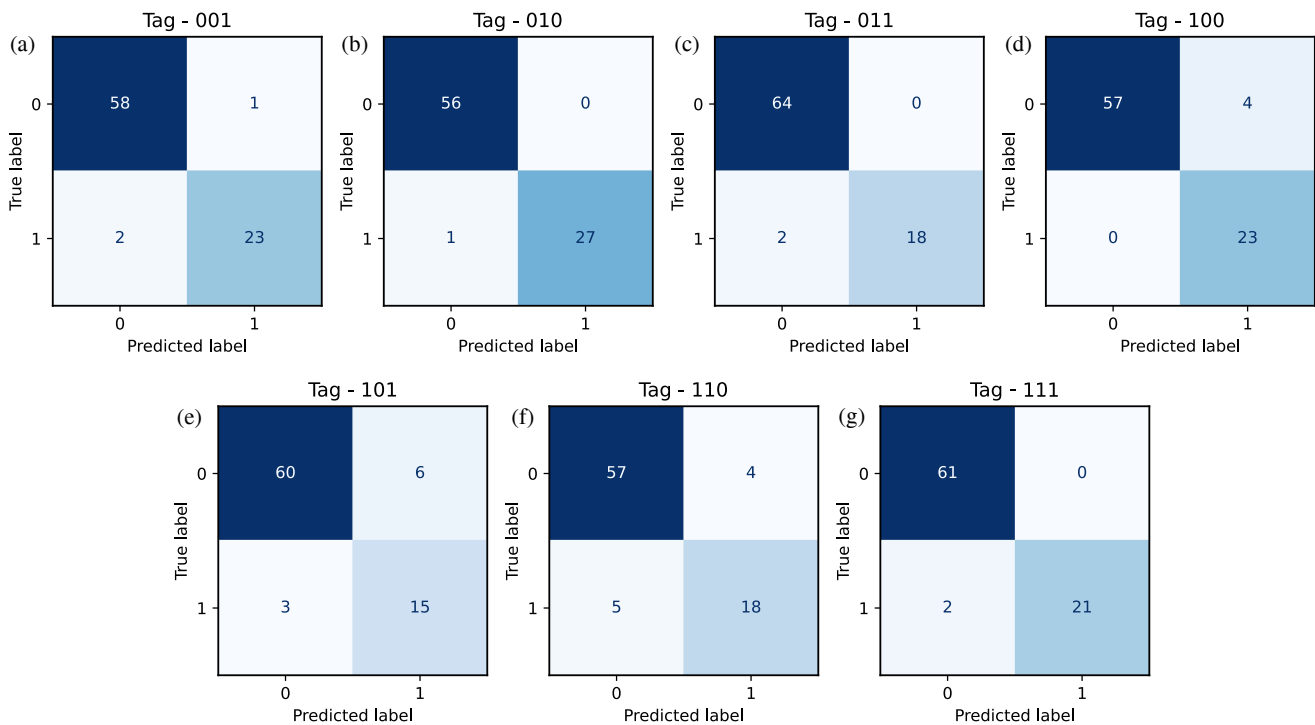 Tag - 001
(a)
0
58
1
True label
1
2
23
0
1
Predicted label
Tag - 010
(b)
0
56
0
True label
1
1
27
0
1
Predicted label
Tag - 011
(c)
0
64
0
True label
1
2
18
0
1
Predicted label
Tag - 100
(d)
0
57
4
True label
1
0
23
0
1
Predicted label
Tag - 101
(e)
0
60
6
True label
1
3
15
0
1
Predicted label
Tag - 110
(f)
0
57
4
True label
1
5
18
0
1
Predicted label
Tag - 111
(g)
0
61
0
True label
1
2
21
0
1
Predicted label